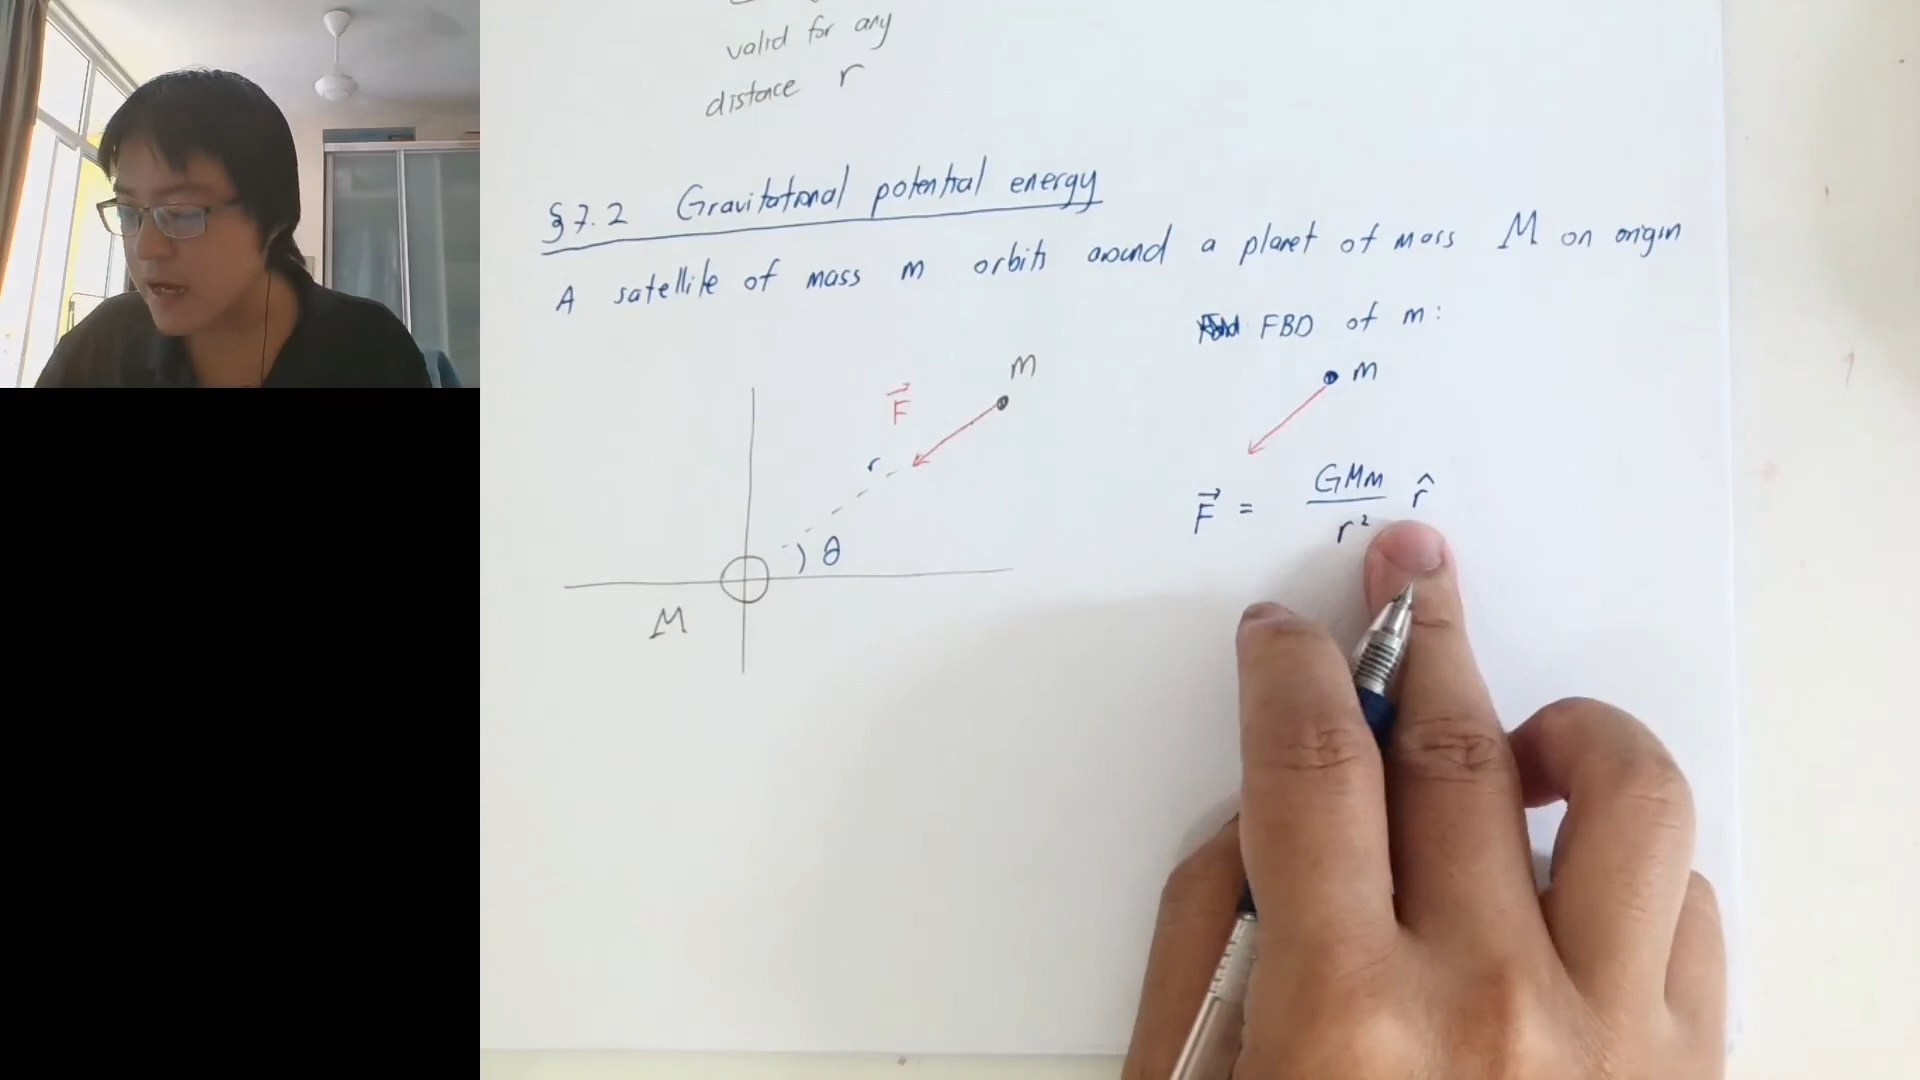 valid for any
distance r
§7.2 Gravitational potential energy
A satellite of mass m orbits around a planet of mass M on origin
FBD of m:
m
m
F⃗
r
θ
M
F⃗ = GMm/r² r̂